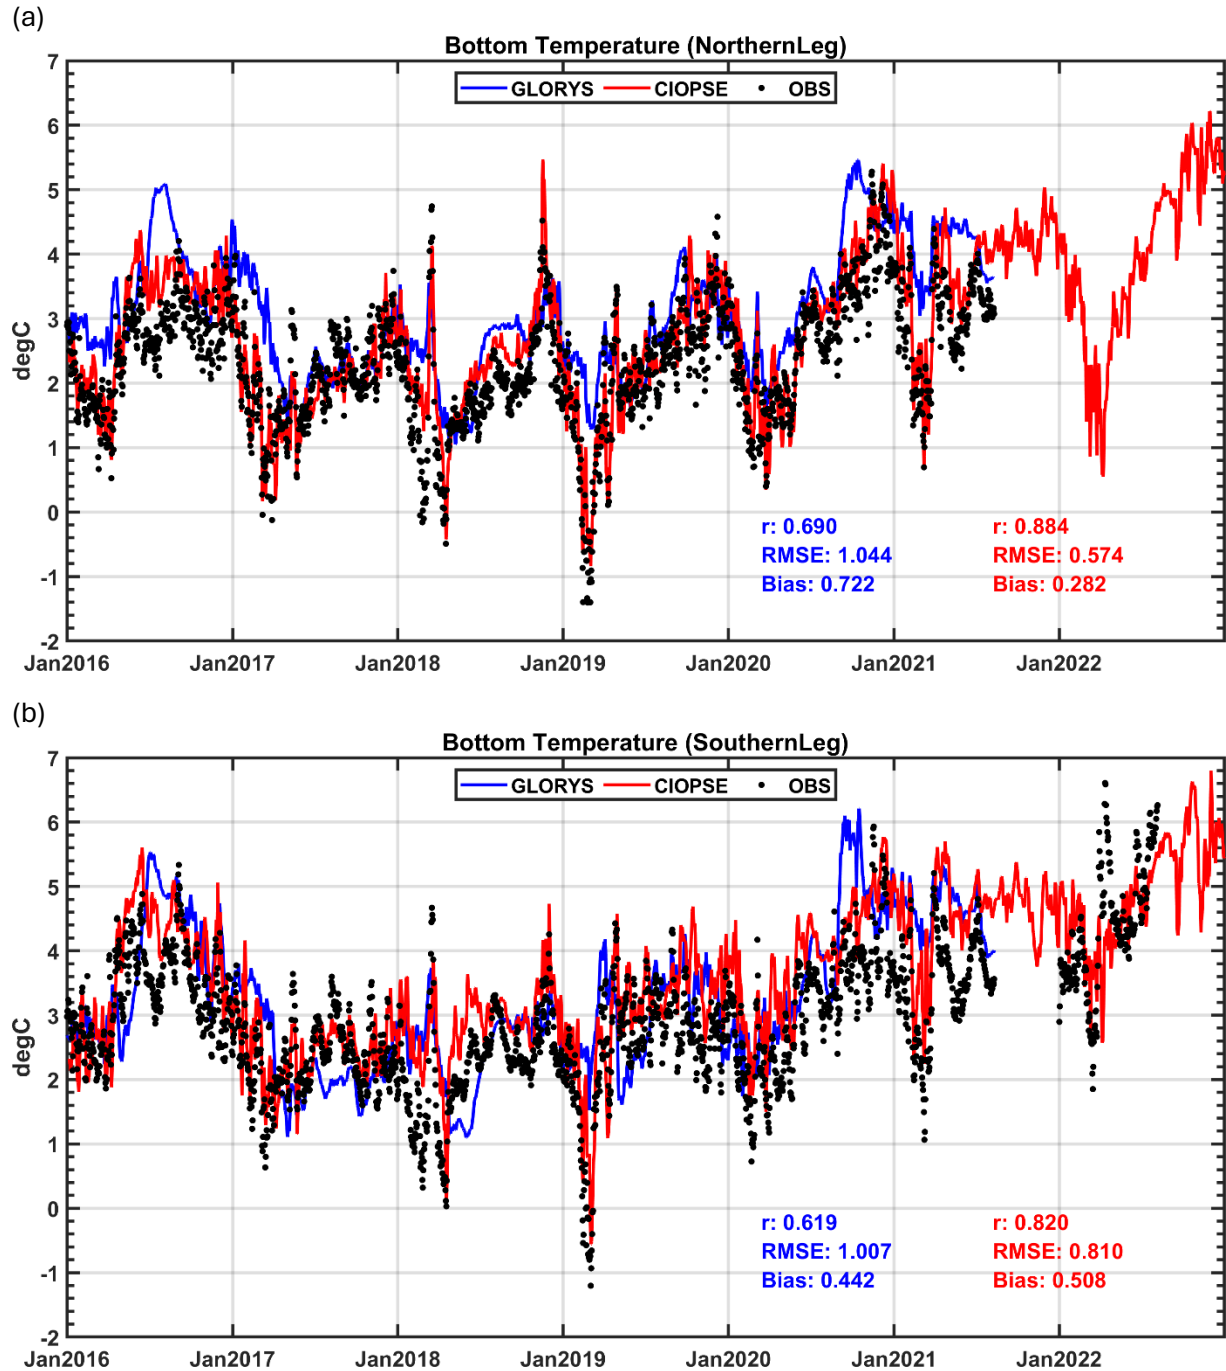 (a)
Bottom Temperature (NorthernLeg)
GLORYS CIOPSE OBS
7
6
5
4
3
2
1
0
-1
-2
degC
r: 0.690 r: 0.884
RMSE: 1.044 RMSE: 0.574
Bias: 0.722 Bias: 0.282
Jan2016 Jan2017 Jan2018 Jan2019 Jan2020 Jan2021 Jan2022
(b)
Bottom Temperature (SouthernLeg)
GLORYS CIOPSE OBS
7
6
5
4
3
2
1
0
-1
-2
degC
r: 0.619 r: 0.820
RMSE: 1.007 RMSE: 0.810
Bias: 0.442 Bias: 0.508
Jan2016 Jan2017 Jan2018 Jan2019 Jan2020 Jan2021 Jan2022